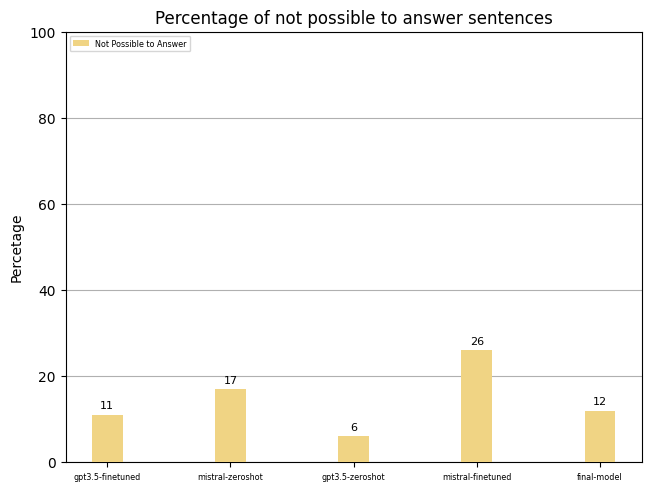 Percentage of not possible to answer sentences
Not Possible to Answer
Percetage
100
80
60
40
20
0
11
17
6
26
12
gpt3.5-finetuned
mistral-zeroshot
gpt3.5-zeroshot
mistral-finetuned
final-model